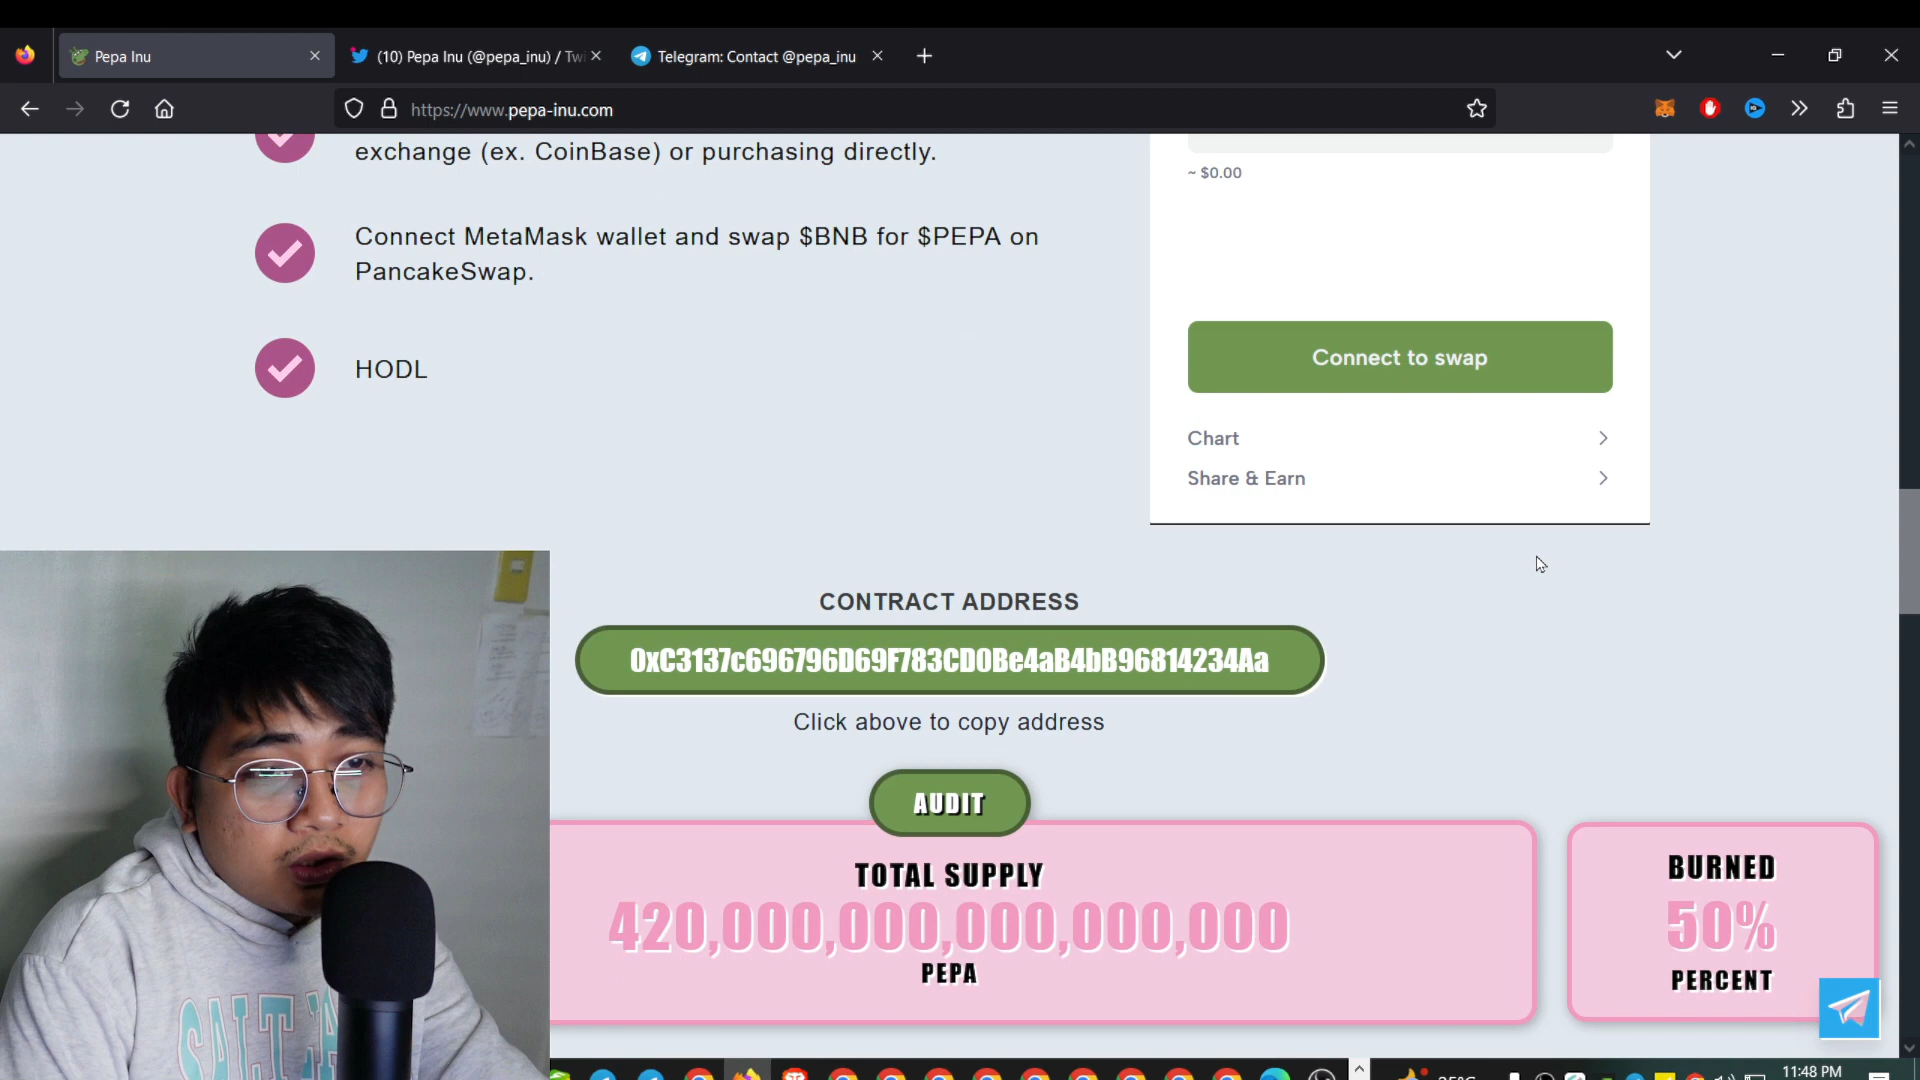 Pepa Inu
(10) Pepa Inu (@pepa_inu) / Twi
Telegram: Contact @pepa_inu
https://www.pepa-inu.com
exchange (ex. CoinBase) or purchasing directly.
~ $0.00
Connect MetaMask wallet and swap $BNB for $PEPA on
PancakeSwap.
HODL
Connect to swap
Chart
Share & Earn
CONTRACT ADDRESS
0xC3137c696796D69F783CD0Be4aB4bB96814234Aa
Click above to copy address
AUDIT
TOTAL SUPPLY
420,000,000,000,000,000
PEPA
BURNED
50%
PERCENT
11:48 PM